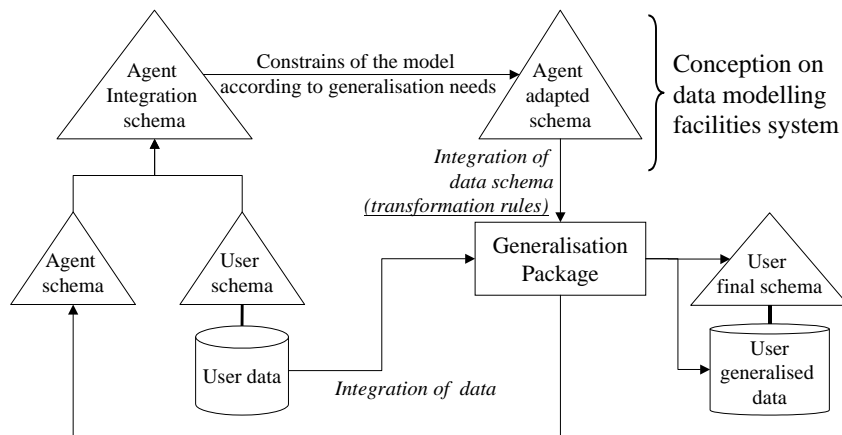 Agent
Integration
schema
Constrains of the model
according to generalisation needs
Agent
adapted
schema
Conception on
data modelling
facilities system
Integration of
data schema
(transformation rules)
Agent
schema
User
schema
Generalisation
Package
User
final schema
User data
Integration of data
User
generalised
data